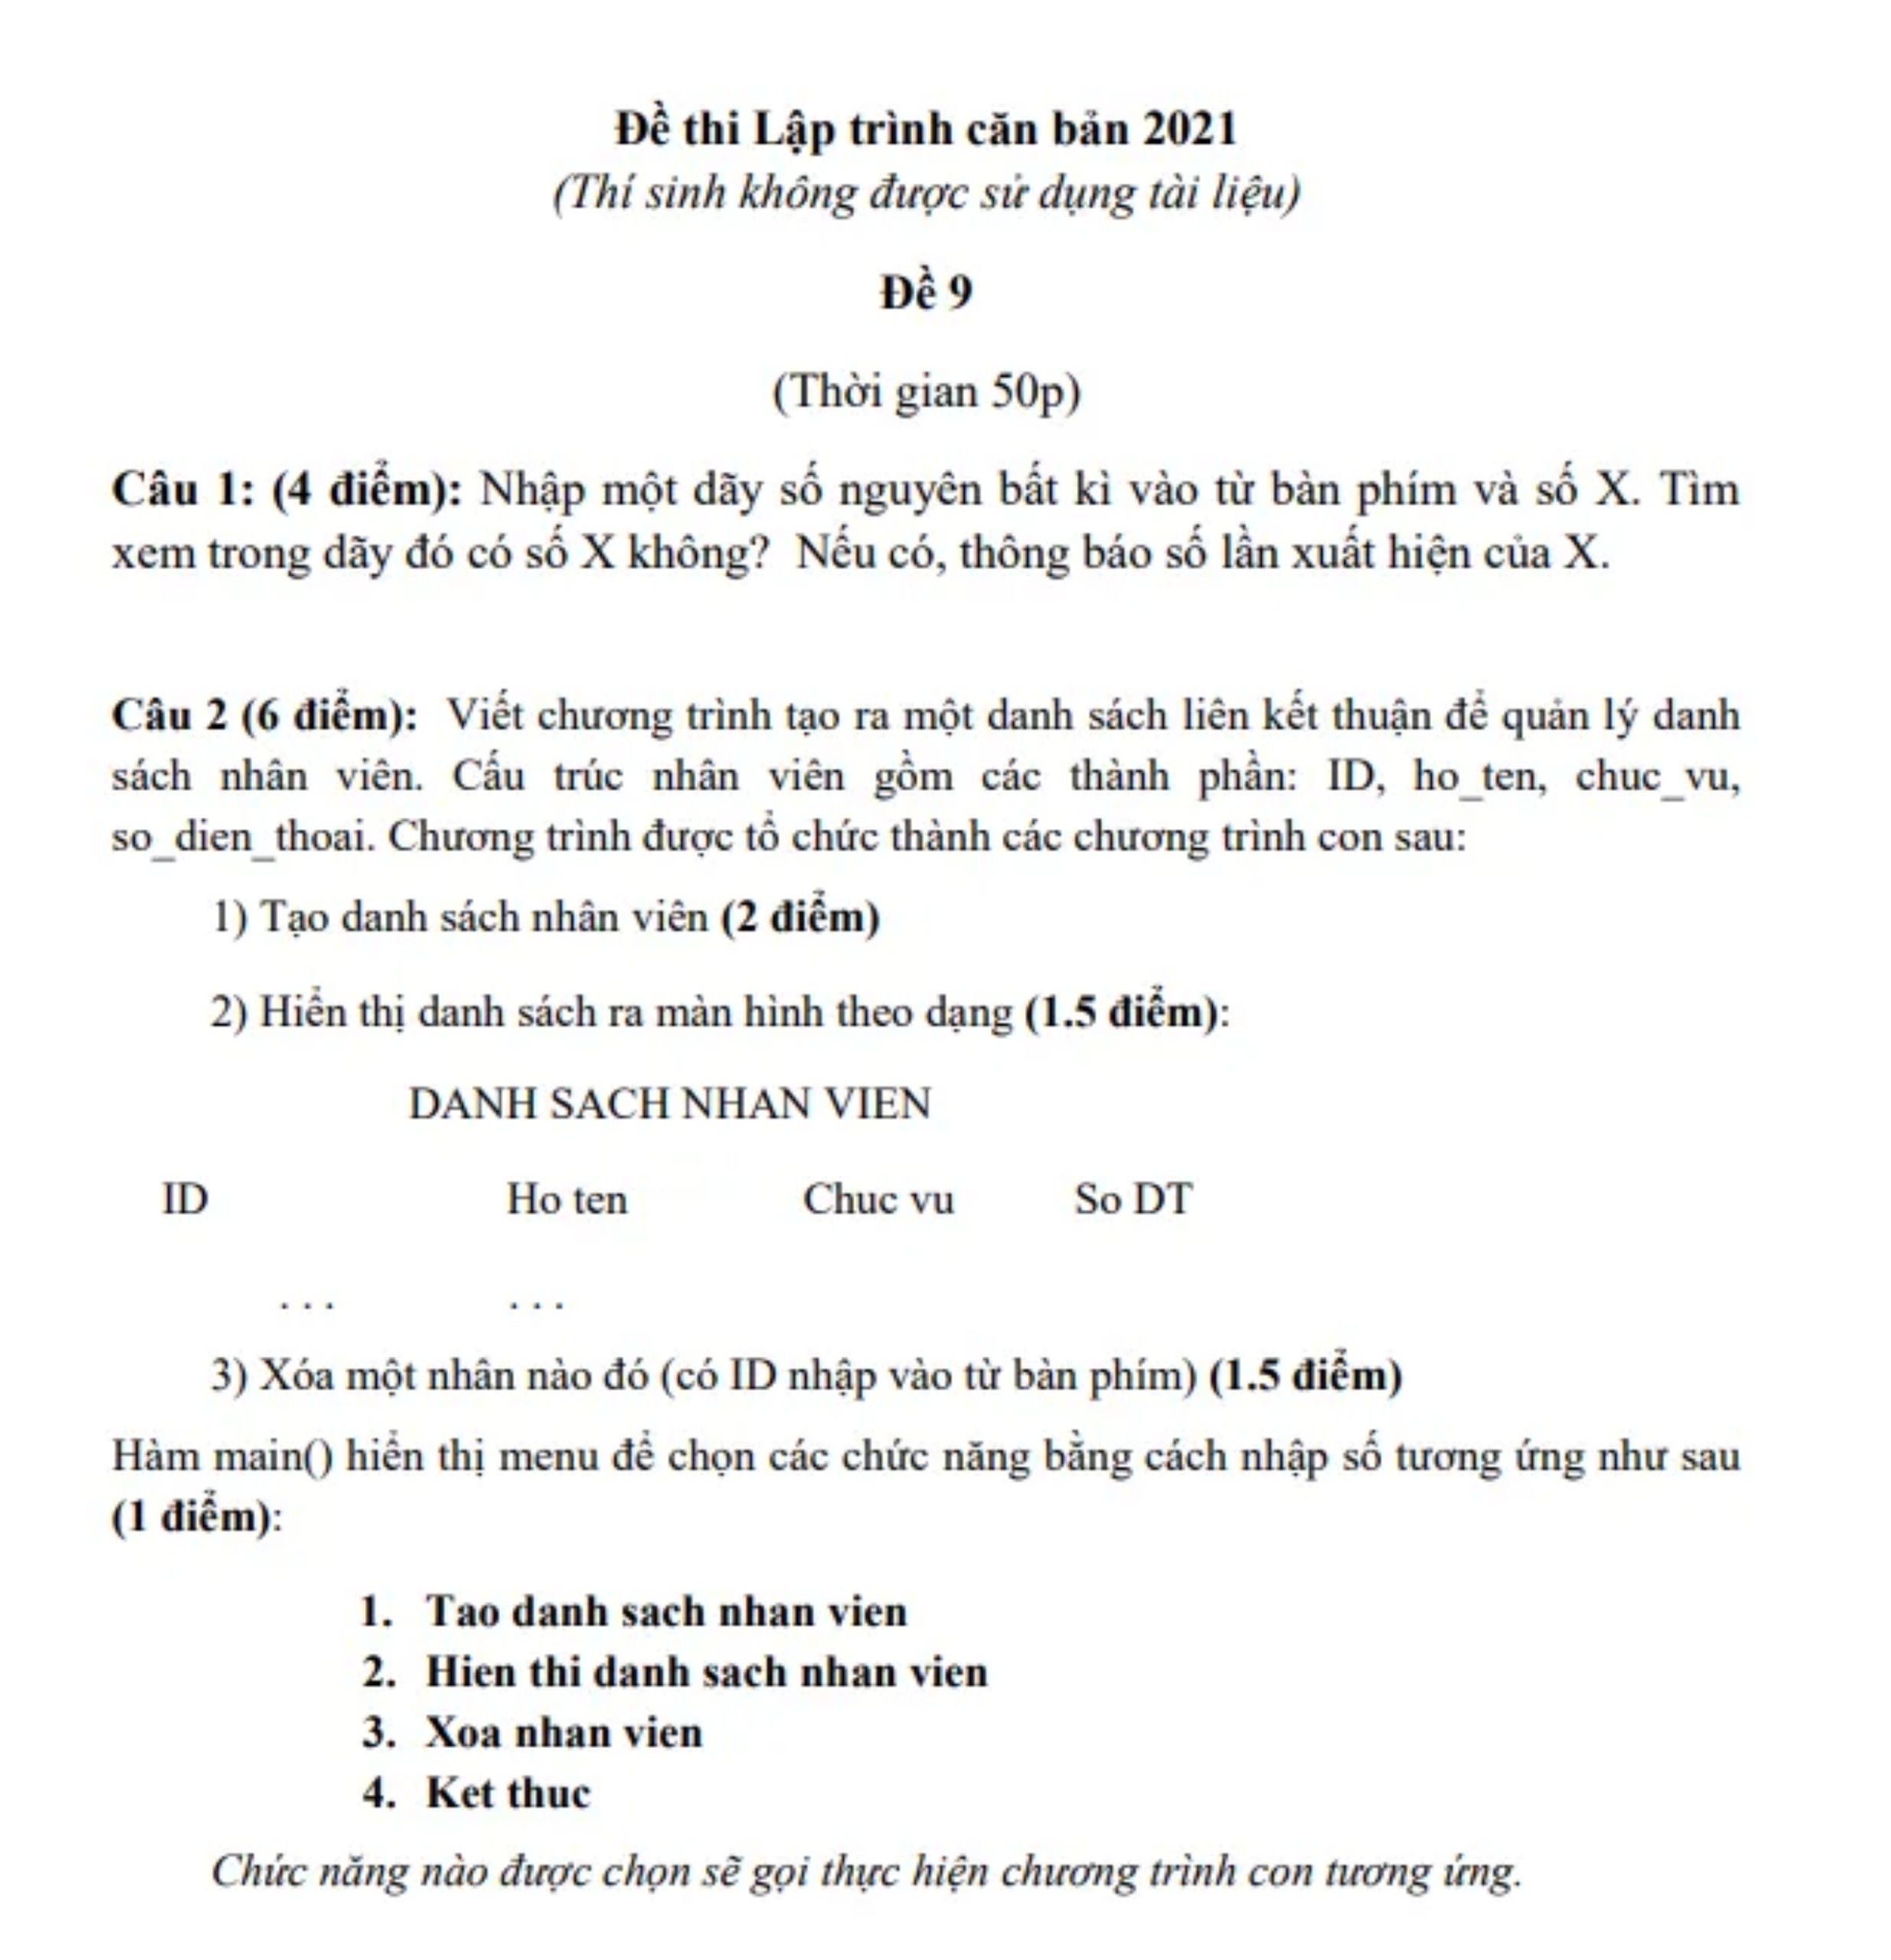 Đề thi Lập trình căn bản 2021
(Thí sinh không được sử dụng tài liệu)
Đề 9
(Thời gian 50p)
Câu 1: (4 điểm): Nhập một dãy số nguyên bất kì vào từ bàn phím và số X. Tìm
xem trong dãy đó có số X không? Nếu có, thông báo số lần xuất hiện của X.
Câu 2 (6 điểm): Viết chương trình tạo ra một danh sách liên kết thuận để quản lý danh
sách nhân viên. Cấu trúc nhân viên gồm các thành phần: ID, ho_ten, chuc_vu,
so_dien_thoai. Chương trình được tổ chức thành các chương trình con sau:
1) Tạo danh sách nhân viên (2 điểm)
2) Hiển thị danh sách ra màn hình theo dạng (1.5 điểm):
DANH SACH NHAN VIEN
ID Ho ten Chuc vu So DT
. . . . . .
3) Xóa một nhân nào đó (có ID nhập vào từ bàn phím) (1.5 điểm)
Hàm main() hiển thị menu để chọn các chức năng bằng cách nhập số tương ứng như sau
(1 điểm):
1. Tao danh sach nhan vien
2. Hien thi danh sach nhan vien
3. Xoa nhan vien
4. Ket thuc
Chức năng nào được chọn sẽ gọi thực hiện chương trình con tương ứng.